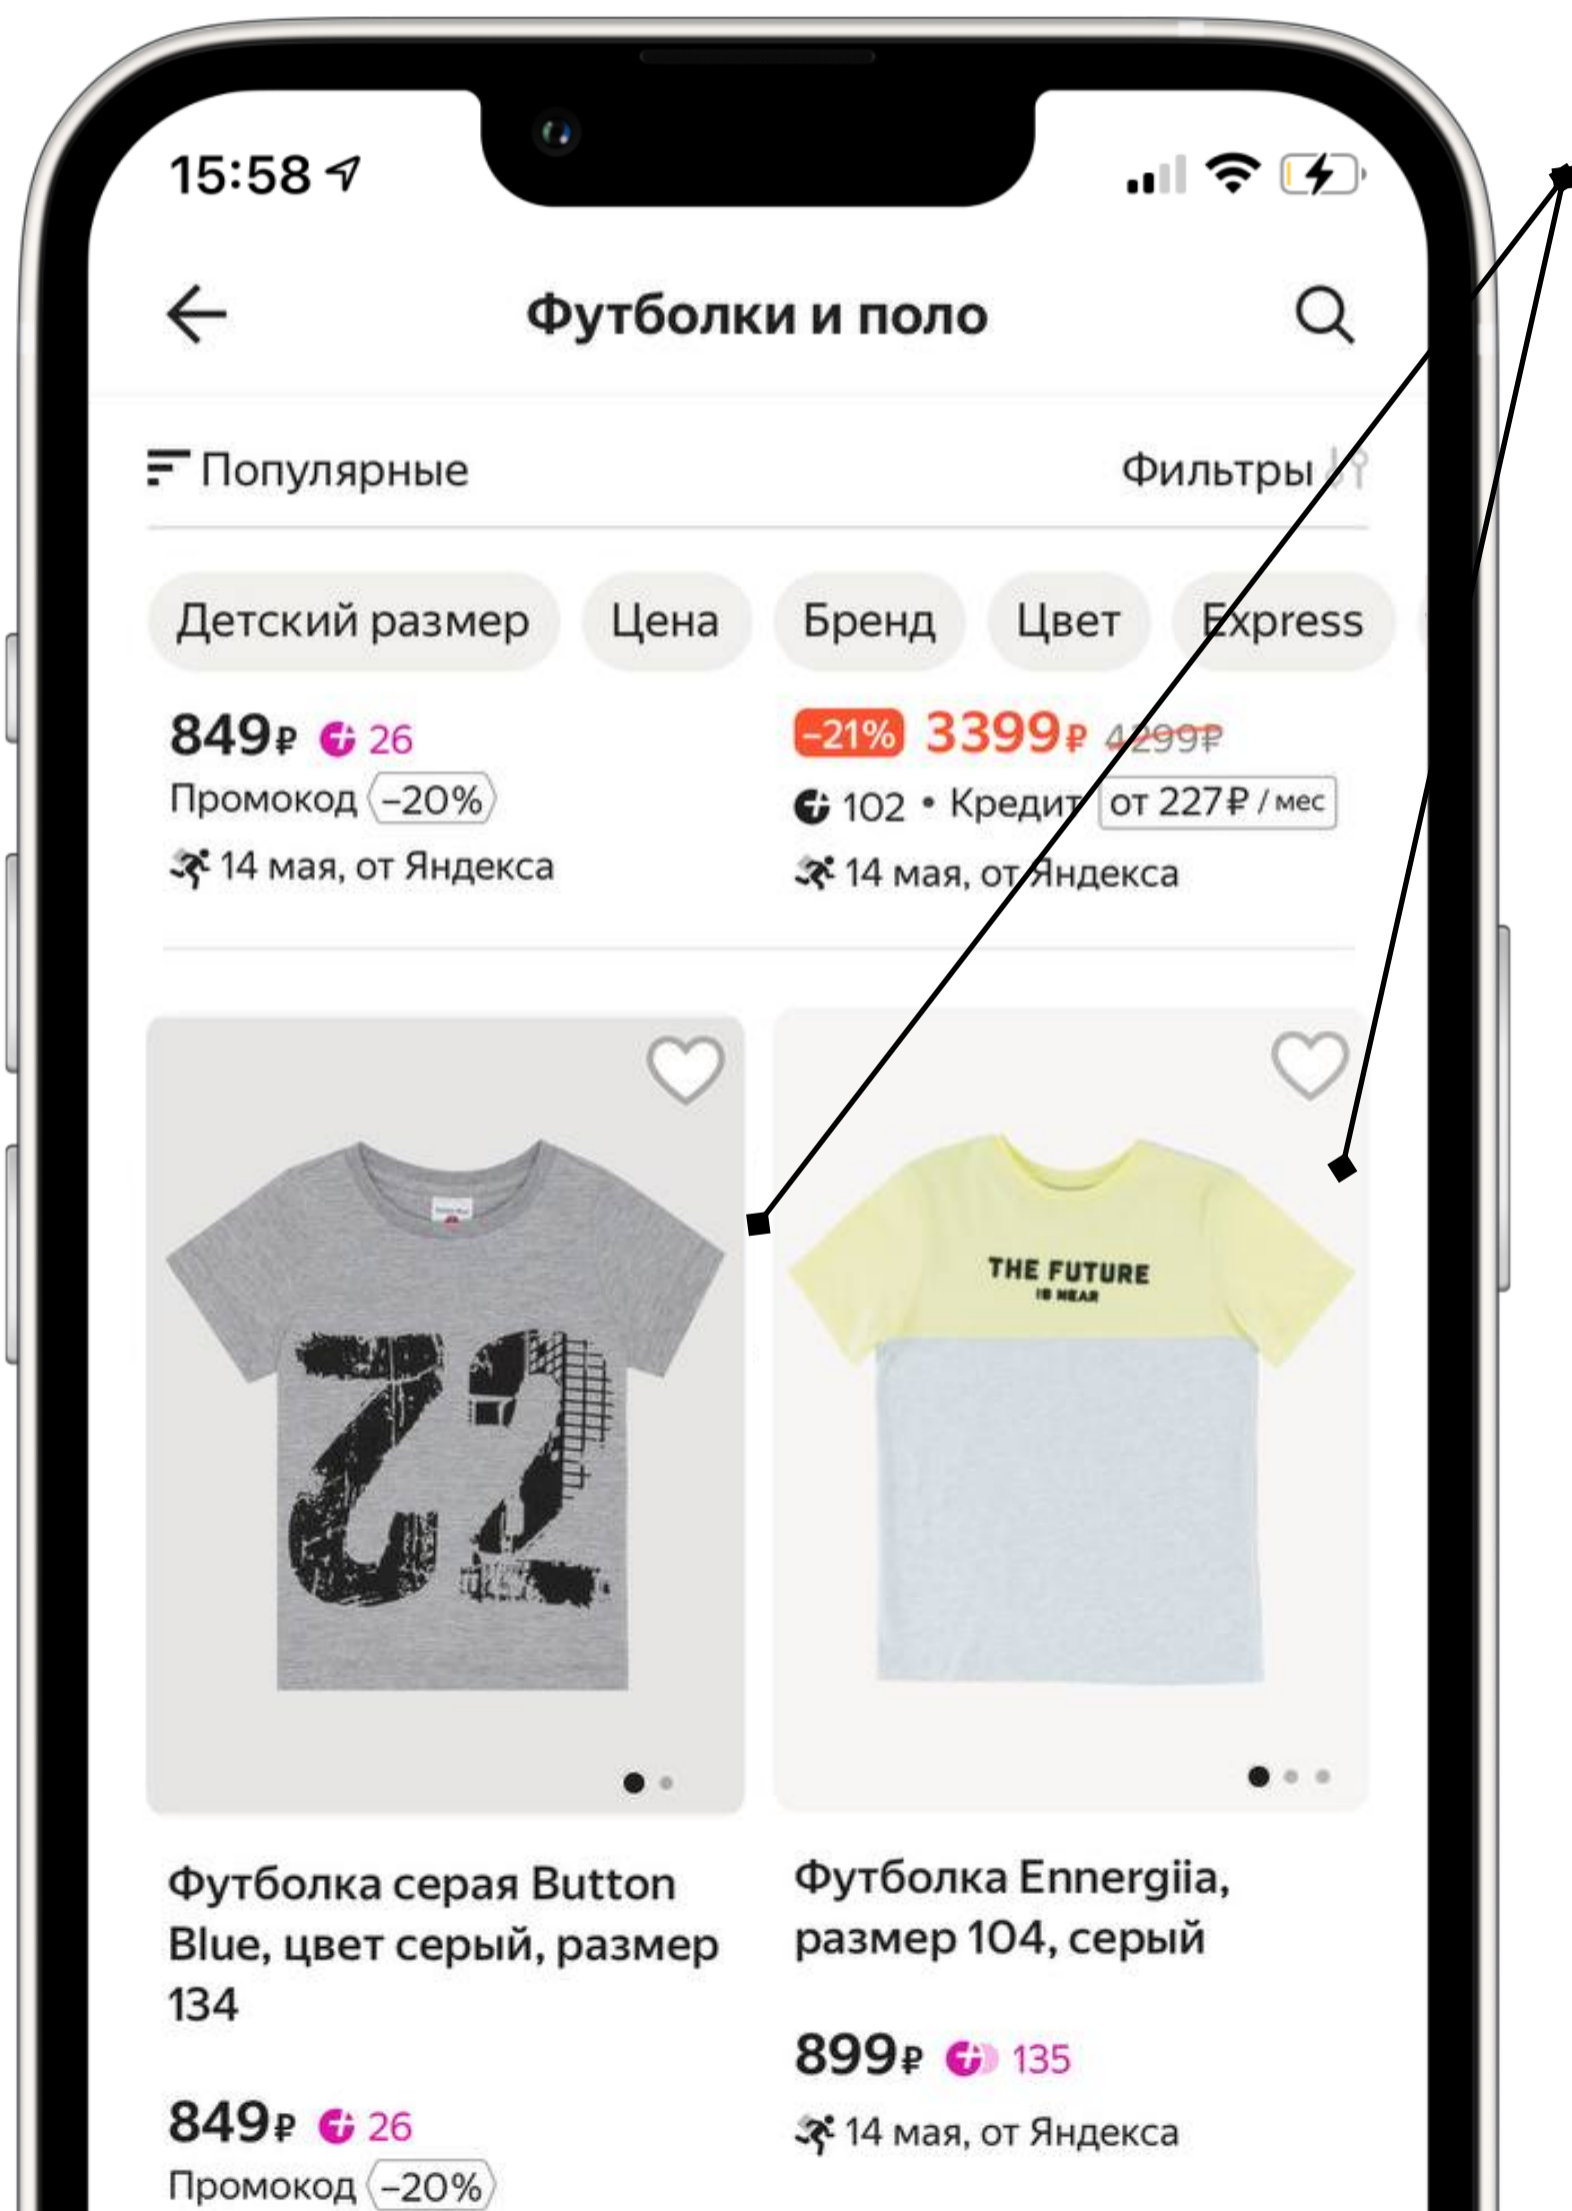 15:58
Футболки и поло
Популярные
Фильтры
Детский размер
Цена
Бренд
Цвет
Express
849₽ 26
Промокод –20%
14 мая, от Яндекса
–21% 3399₽ 4299₽
102 • Кредит от 227₽/мес
14 мая, от Яндекса
THE FUTURE
IS NEAR
Футболка серая Button
Blue, цвет серый, размер
134
849₽ 26
Промокод –20%
Футболка Ennergiia,
размер 104, серый
899₽ 135
14 мая, от Яндекса